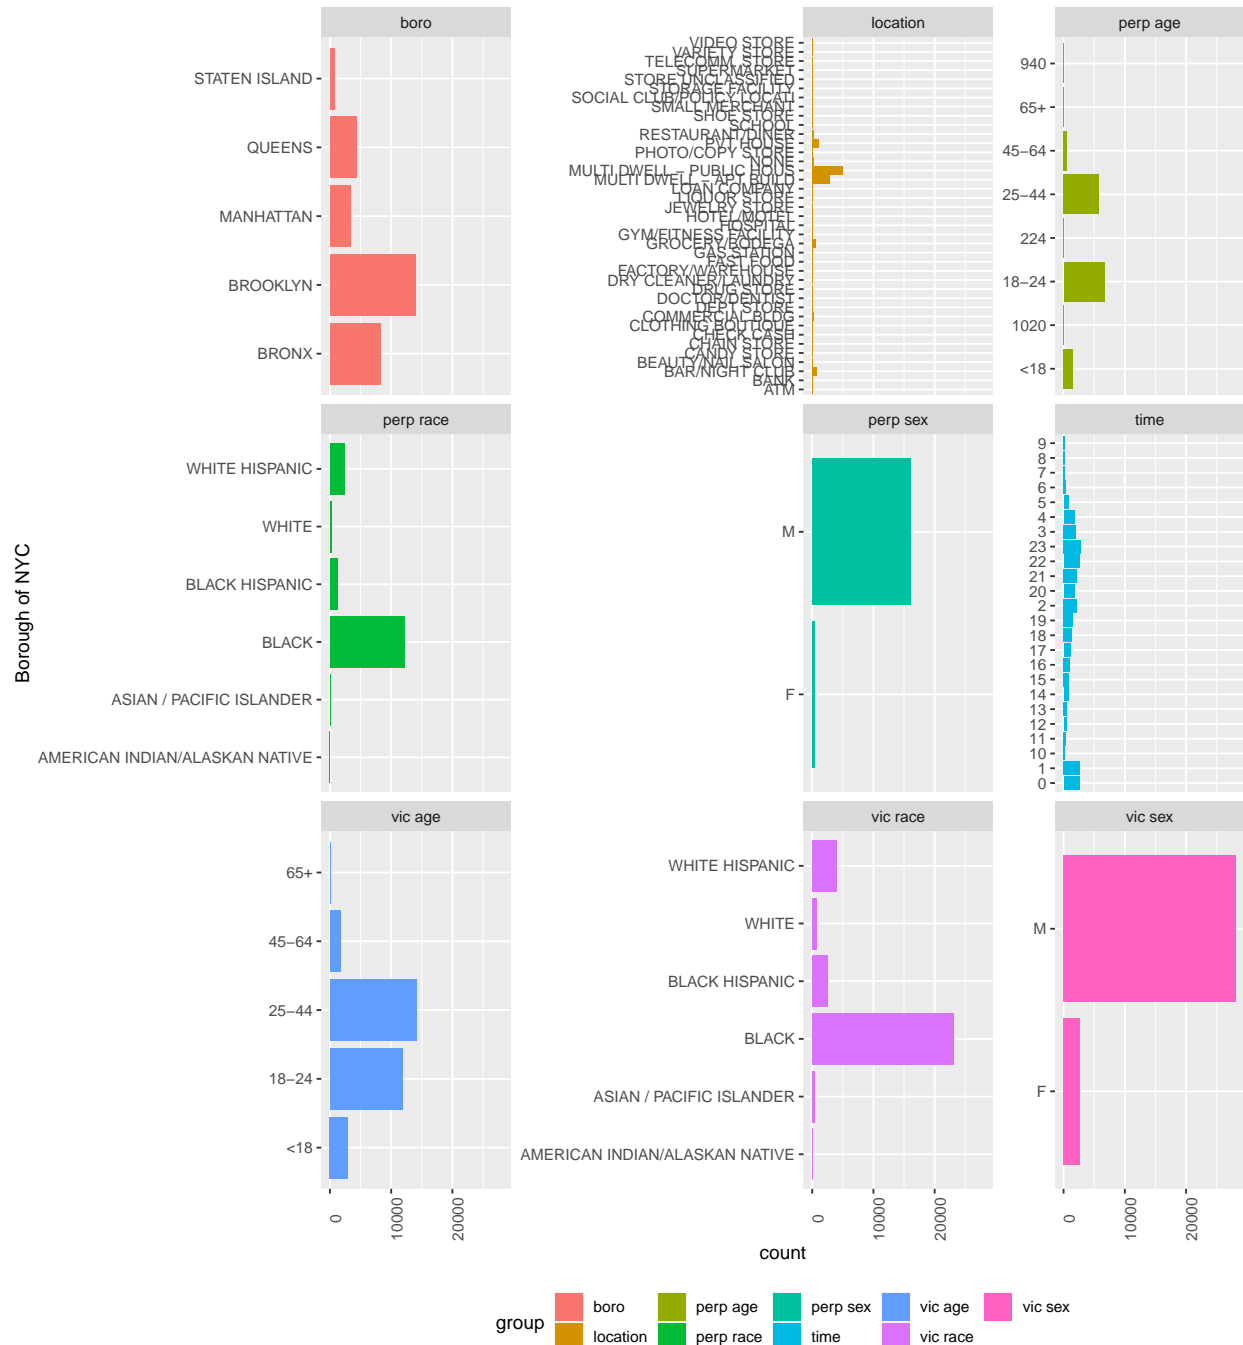 boro
STATEN ISLAND
QUEENS
MANHATTAN
BROOKLYN
BRONX
location
VIDEO STORE
VARIETY STORE
TELECOMM. STORE
SUPERMARKET
STORE UNCLASSIFIED
STORAGE FACILITY
SOCIAL CLUB/POLICY LOCATI
SMALL MERCHANT
SHOE STORE
SCHOOL
RESTAURANT/DINER
PVT HOUSE
PHOTO/COPY STORE
NONE
MULTI DWELL – PUBLIC HOUS
MULTI DWELL – APT BUILD
LOAN COMPANY
LIQUOR STORE
JEWELRY STORE
HOTEL/MOTEL
HOSPITAL
GYM/FITNESS FACILITY
GROCERY/BODEGA
GAS STATION
FAST FOOD
FACTORY/WAREHOUSE
DRY CLEANER/LAUNDRY
DRUG STORE
DOCTOR/DENTIST
DEPT STORE
COMMERCIAL BLDG
CLOTHING BOUTIQUE
CHECK CASH
CHAIN STORE
CANDY STORE
BEAUTY/NAIL SALON
BAR/NIGHT CLUB
BANK
ATM
perp age
940
65+
45–64
25–44
224
18–24
1020
<18
perp race
WHITE HISPANIC
WHITE
BLACK HISPANIC
BLACK
ASIAN / PACIFIC ISLANDER
AMERICAN INDIAN/ALASKAN NATIVE
perp sex
M
F
time
9
8
7
6
5
4
3
23
22
21
20
2
19
18
17
16
15
14
13
12
11
10
1
0
vic age
65+
45–64
25–44
18–24
<18
0
10000
20000
vic race
WHITE HISPANIC
WHITE
BLACK HISPANIC
BLACK
ASIAN / PACIFIC ISLANDER
AMERICAN INDIAN/ALASKAN NATIVE
0
10000
20000
vic sex
M
F
0
10000
20000
Borough of NYC
count
group
boro
location
perp age
perp race
perp sex
time
vic age
vic race
vic sex